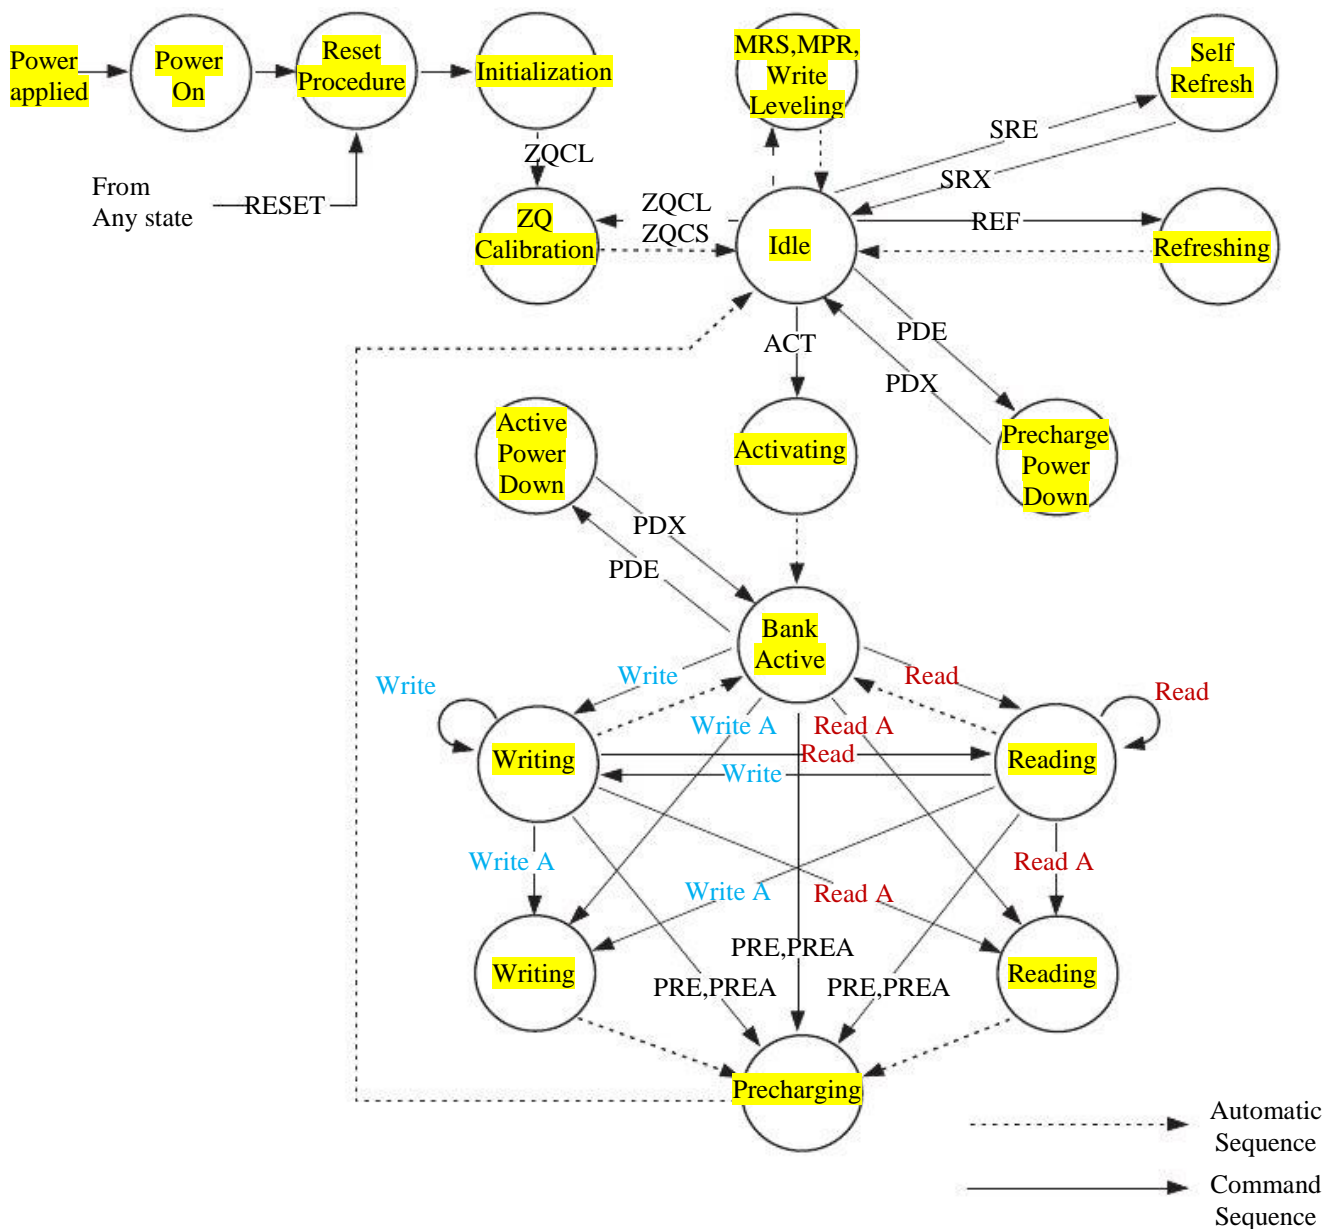 Power
applied
Power
On
Reset
Procedure
Initialization
MRS,MPR,
Write
Leveling
Self
Refresh
From
Any state
RESET
ZQCL
SRE
SRX
ZQ
Calibration
ZQCL
ZQCS
Idle
REF
Refreshing
ACT
PDE
PDX
Active
Power
Down
Activating
Precharge
Power
Down
PDX
PDE
Bank
Active
Write
Write
Read
Read
Write A
Read A
Writing
Read
Write
Reading
Write A
Read A
Write A
Read A
Writing
PRE,PREA
Reading
PRE,PREA
PRE,PREA
Precharging
Automatic
Sequence
Command
Sequence